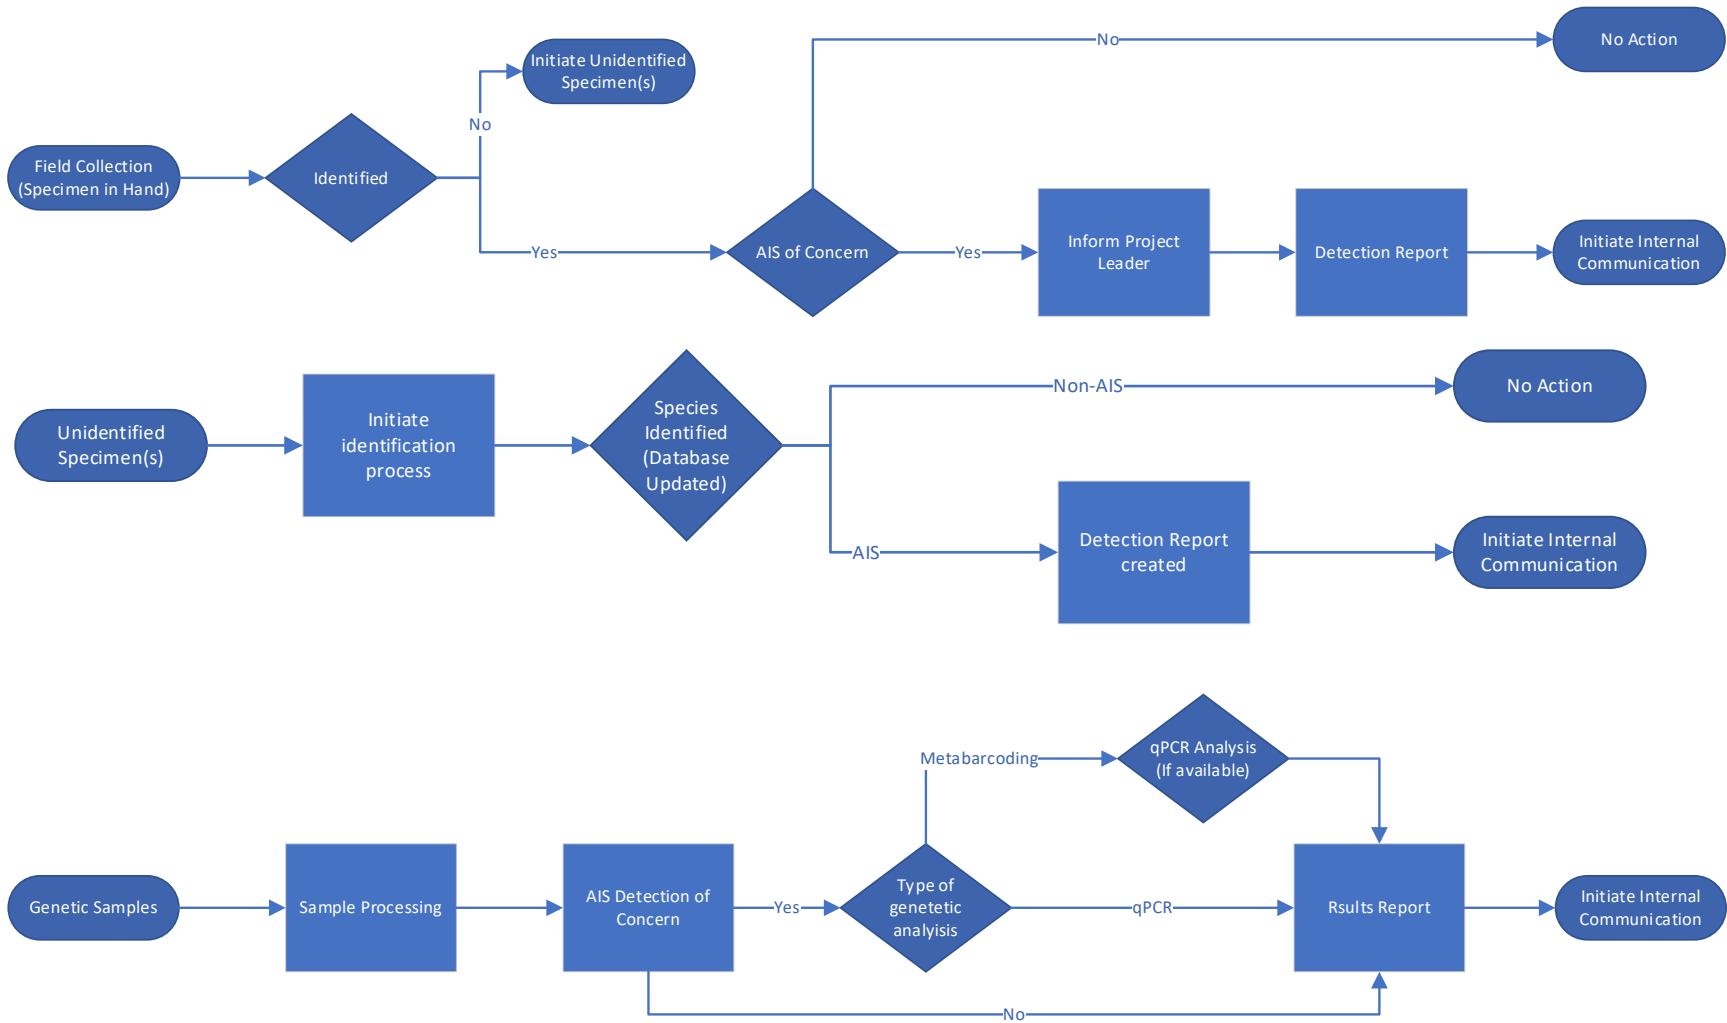 No Action
No
Initiate Unidentified
Specimen(s)
No
Field Collection
(Specimen in Hand)
Identified
Yes
AIS of Concern
Yes
Inform Project
Leader
Detection Report
Initiate Internal
Communication
Unidentified
Specimen(s)
Initiate
identification
process
Species
Identified
(Database
Updated)
Non-AIS
No Action
AIS
Detection Report
created
Initiate Internal
Communication
Genetic Samples
Sample Processing
AIS Detection of
Concern
Yes
Type of
genetetic
analyisis
Metabarcoding
qPCR Analysis
(If available)
qPCR
Rsults Report
Initiate Internal
Communication
No